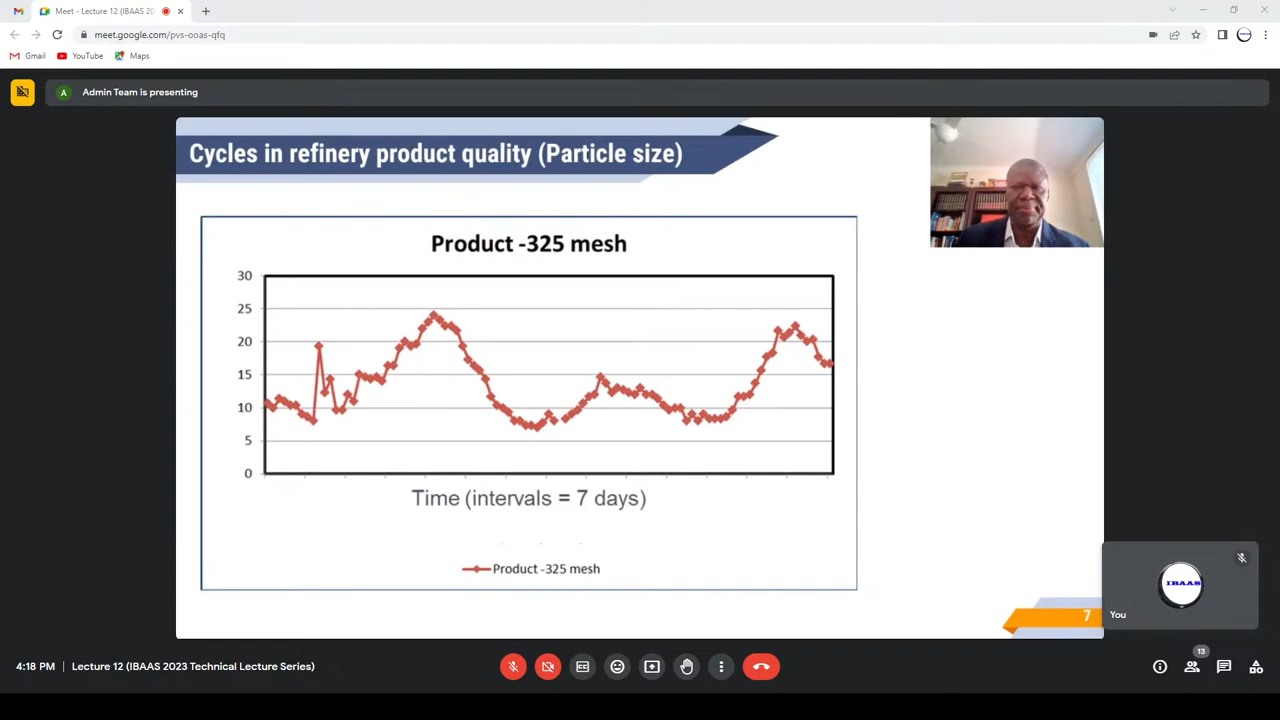 Meet - Lecture 12 (IBAAS 20
meet.google.com/pvs-ooas-qfq
Gmail
YouTube
Maps
A
Admin Team is presenting
Cycles in refinery product quality (Particle size)
Product -325 mesh
30
25
20
15
10
5
0
Time (intervals = 7 days)
Product -325 mesh
IBAAS
You
7
4:18 PM
Lecture 12 (IBAAS 2023 Technical Lecture Series)
13